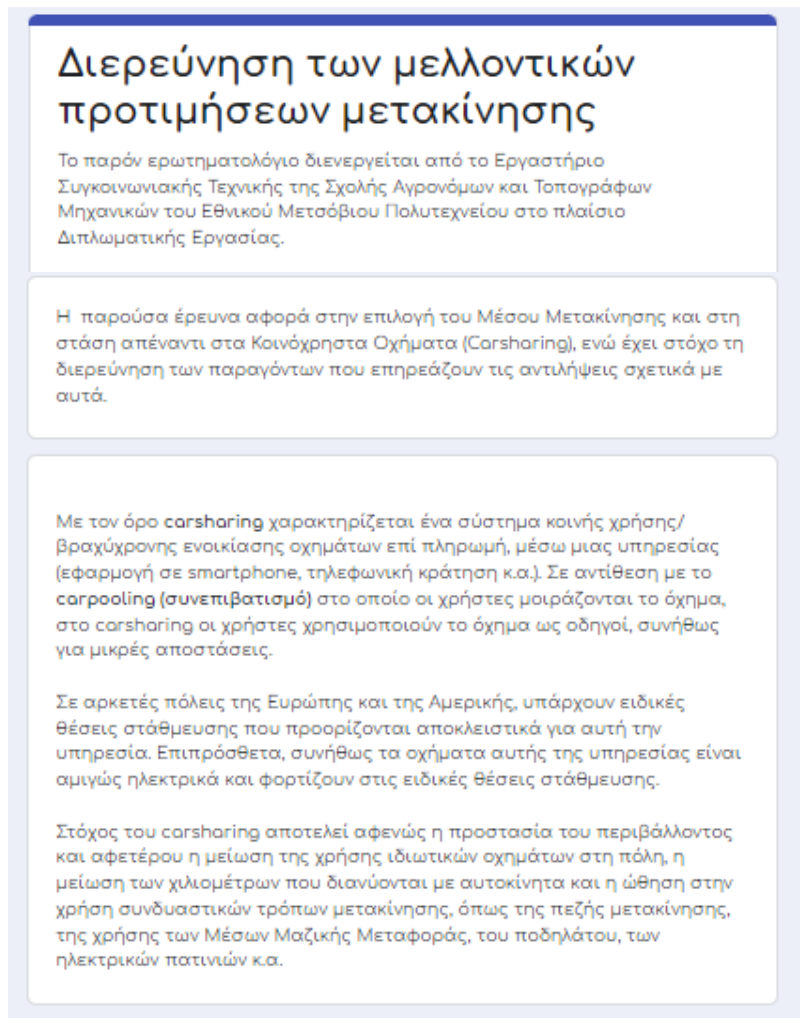 Διερεύνηση των μελλοντικών
προτιμήσεων μετακίνησης
Το παρόν ερωτηματολόγιο διενεργείται από το Εργαστήριο
Συγκοινωνιακής Τεχνικής της Σχολής Αγρονόμων και Τοπογράφων
Μηχανικών του Εθνικού Μετσόβιου Πολυτεχνείου στο πλαίσιο
Διπλωματικής Εργασίας.
Η παρούσα έρευνα αφορά στην επιλογή του Μέσου Μετακίνησης και στη
στάση απέναντι στα Κοινόχρηστα Οχήματα (Carsharing), ενώ έχει στόχο τη
διερεύνηση των παραγόντων που επηρεάζουν τις αντιλήψεις σχετικά με
αυτά.
Με τον όρο carsharing χαρακτηρίζεται ένα σύστημα κοινής χρήσης/
βραχύχρονης ενοικίασης οχημάτων επί πληρωμή, μέσω μιας υπηρεσίας
(εφαρμογή σε smartphone, τηλεφωνική κράτηση κ.α.). Σε αντίθεση με το
carpooling (συνεπιβατισμό) στο οποίο οι χρήστες μοιράζονται το όχημα,
στο carsharing οι χρήστες χρησιμοποιούν το όχημα ως οδηγοί, συνήθως
για μικρές αποστάσεις.
Σε αρκετές πόλεις της Ευρώπης και της Αμερικής, υπάρχουν ειδικές
θέσεις στάθμευσης που προορίζονται αποκλειστικά για αυτή την
υπηρεσία. Επιπρόσθετα, συνήθως τα οχήματα αυτής της υπηρεσίας είναι
αμιγώς ηλεκτρικά και φορτίζουν στις ειδικές θέσεις στάθμευσης.
Στόχος του carsharing αποτελεί αφενώς η προστασία του περιβάλλοντος
και αφετέρου η μείωση της χρήσης ιδιωτικών οχημάτων στη πόλη, η
μείωση των χιλιομέτρων που διανύονται με αυτοκίνητα και η ώθηση στην
χρήση συνδυαστικών τρόπων μετακίνησης, όπως της πεζής μετακίνησης,
της χρήσης των Μέσων Μαζικής Μεταφοράς, του ποδηλάτου, των
ηλεκτρικών πατινιών κ.α.